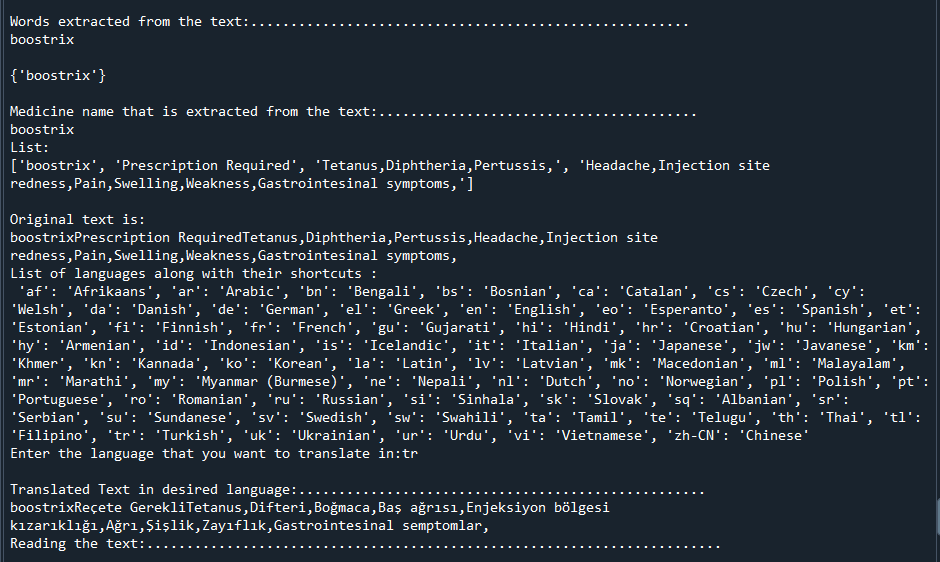 Words extracted from the text:.......................................................
boostrix
{'boostrix'}
Medicine name that is extracted from the text:........................................
boostrix
List:
['boostrix', 'Prescription Required', 'Tetanus,Diphtheria,Pertussis,', 'Headache,Injection site
redness,Pain,Swelling,Weakness,Gastrointesinal symptoms,']
Original text is:
boostrixPrescription RequiredTetanus,Diphtheria,Pertussis,Headache,Injection site
redness,Pain,Swelling,Weakness,Gastrointesinal symptoms,
List of languages along with their shortcuts :
'af': 'Afrikaans', 'ar': 'Arabic', 'bn': 'Bengali', 'bs': 'Bosnian', 'ca': 'Catalan', 'cs': 'Czech', 'cy':
'Welsh', 'da': 'Danish', 'de': 'German', 'el': 'Greek', 'en': 'English', 'eo': 'Esperanto', 'es': 'Spanish', 'et':
'Estonian', 'fi': 'Finnish', 'fr': 'French', 'gu': 'Gujarati', 'hi': 'Hindi', 'hr': 'Croatian', 'hu': 'Hungarian',
'hy': 'Armenian', 'id': 'Indonesian', 'is': 'Icelandic', 'it': 'Italian', 'ja': 'Japanese', 'jw': 'Javanese', 'km':
'Khmer', 'kn': 'Kannada', 'ko': 'Korean', 'la': 'Latin', 'lv': 'Latvian', 'mk': 'Macedonian', 'ml': 'Malayalam',
'mr': 'Marathi', 'my': 'Myanmar (Burmese)', 'ne': 'Nepali', 'nl': 'Dutch', 'no': 'Norwegian', 'pl': 'Polish', 'pt':
'Portuguese', 'ro': 'Romanian', 'ru': 'Russian', 'si': 'Sinhala', 'sk': 'Slovak', 'sq': 'Albanian', 'sr':
'Serbian', 'su': 'Sundanese', 'sv': 'Swedish', 'sw': 'Swahili', 'ta': 'Tamil', 'te': 'Telugu', 'th': 'Thai', 'tl':
'Filipino', 'tr': 'Turkish', 'uk': 'Ukrainian', 'ur': 'Urdu', 'vi': 'Vietnamese', 'zh-CN': 'Chinese'
Enter the language that you want to translate in:tr
Translated Text in desired language:...................................................
boostrixReçete GerekliTetanus,Difteri,Boğmaca,Baş ağrısı,Enjeksiyon bölgesi
kızarıklığı,Ağrı,Şişlik,Zayıflık,Gastrointesinal semptomlar,
Reading the text:........................................................................